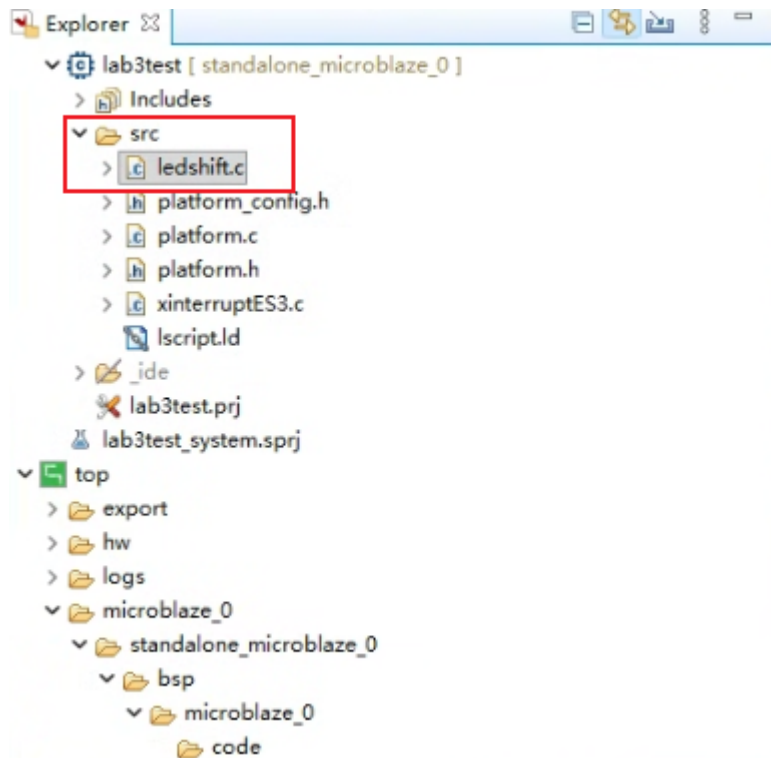 Explorer
lab3test [ standalone_microblaze_0 ]
Includes
src
ledshift.c
platform_config.h
platform.c
platform.h
xinterruptES3.c
lscript.ld
_ide
lab3test.prj
lab3test_system.sprj
top
export
hw
logs
microblaze_0
standalone_microblaze_0
bsp
microblaze_0
code